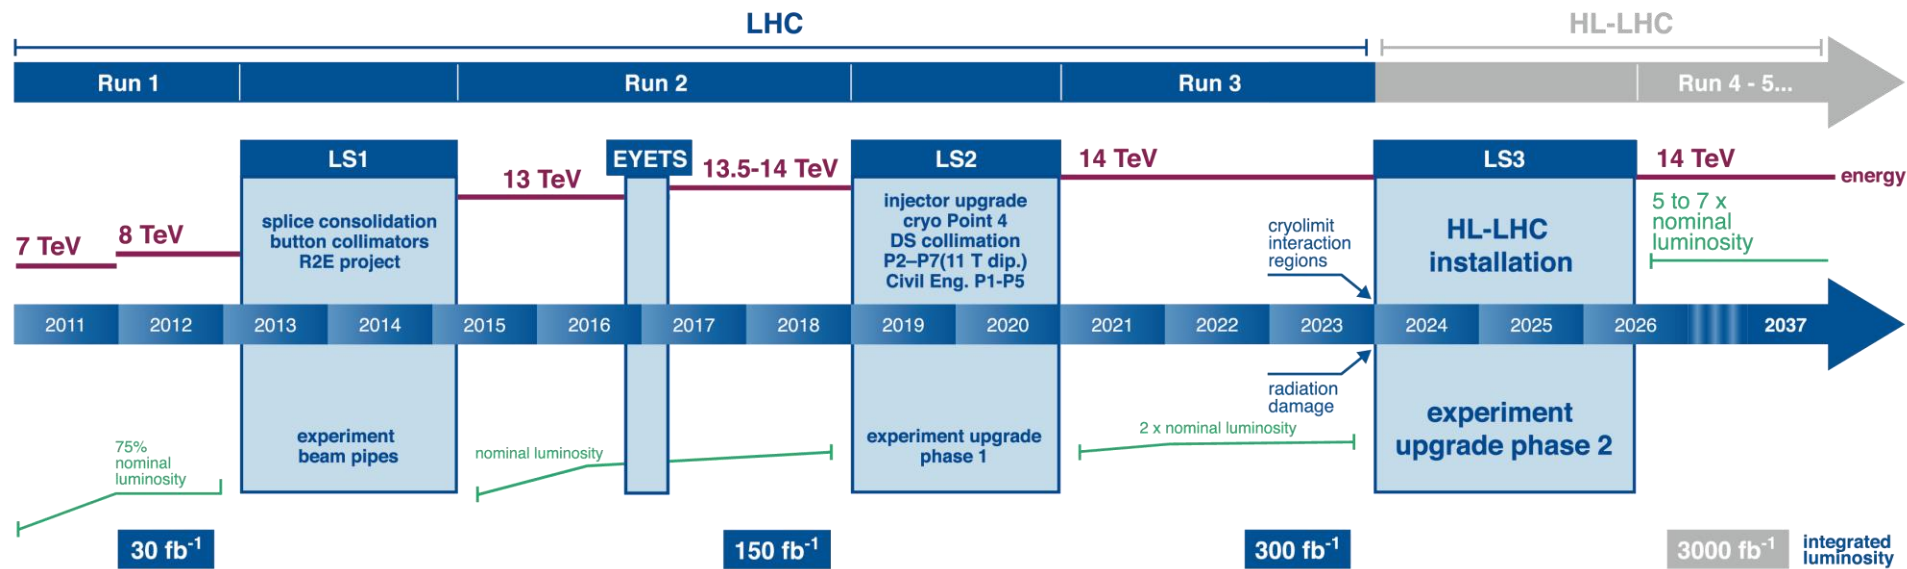 LHC
HL-LHC
Run 1
Run 2
Run 3
Run 4 - 5...
LS1
EYETS
LS2
LS3
7 TeV
8 TeV
13 TeV
13.5-14 TeV
14 TeV
14 TeV
energy
splice consolidation
button collimators
R2E project
injector upgrade
cryo Point 4
DS collimation
P2–P7(11 T dip.)
Civil Eng. P1-P5
cryolimit
interaction
regions
HL-LHC
installation
5 to 7 x
nominal
luminosity
2011
2012
2013
2014
2015
2016
2017
2018
2019
2020
2021
2022
2023
2024
2025
2026
2037
radiation
damage
75%
nominal
luminosity
experiment
beam pipes
nominal luminosity
experiment upgrade
phase 1
2 x nominal luminosity
experiment
upgrade phase 2
30 fb⁻¹
150 fb⁻¹
300 fb⁻¹
3000 fb⁻¹
integrated
luminosity